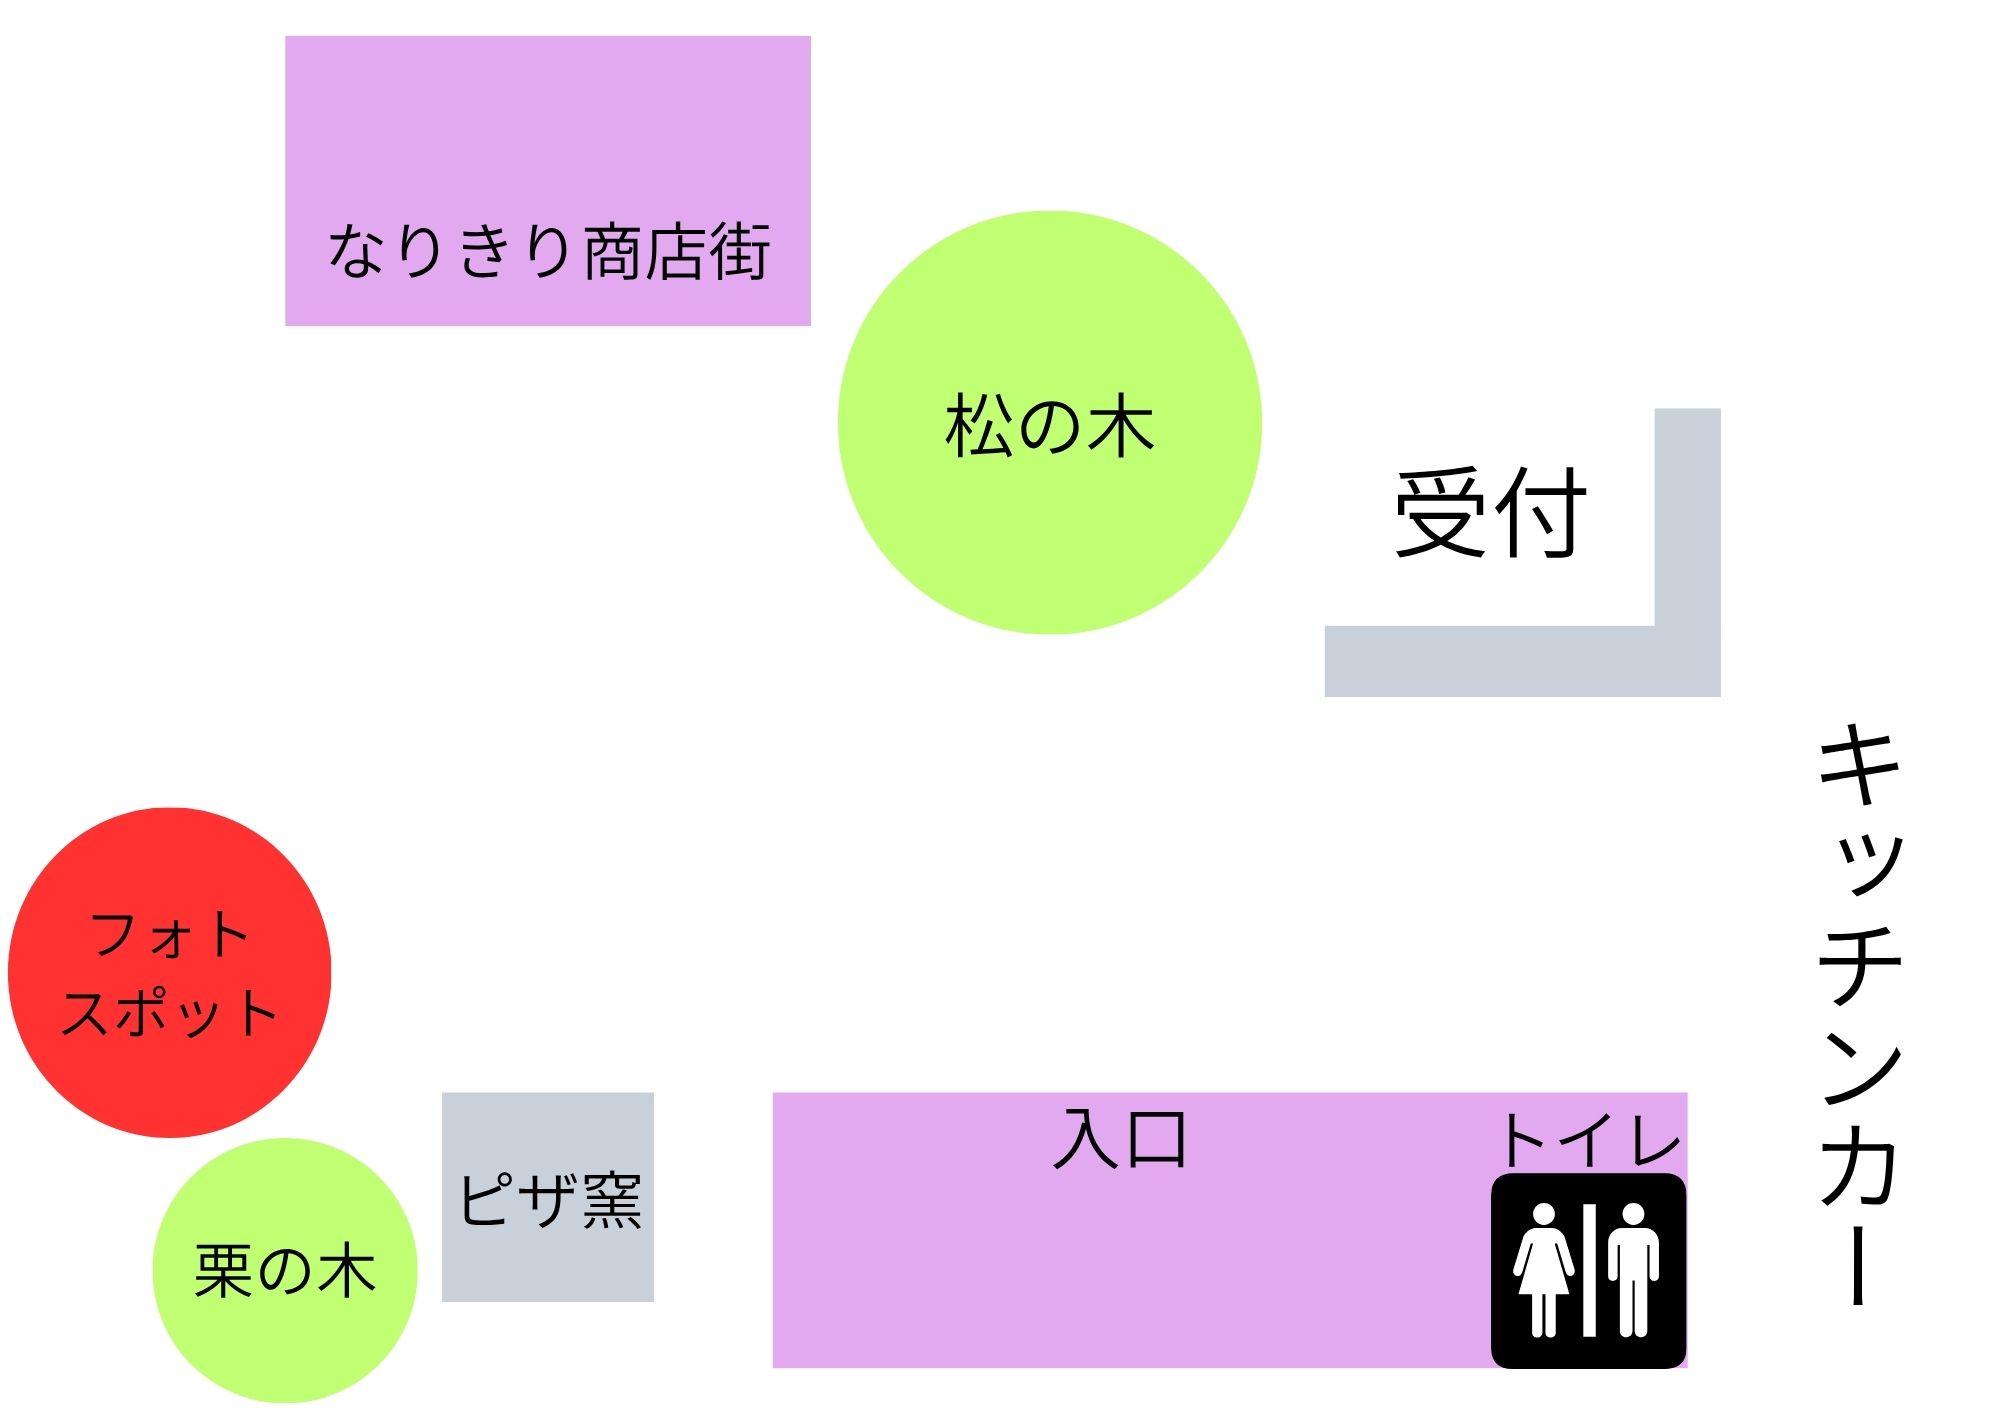 なりきり商店街
松の木
受付
キッチンカー
フォト
スポット
入口
トイレ
ピザ窯
栗の木